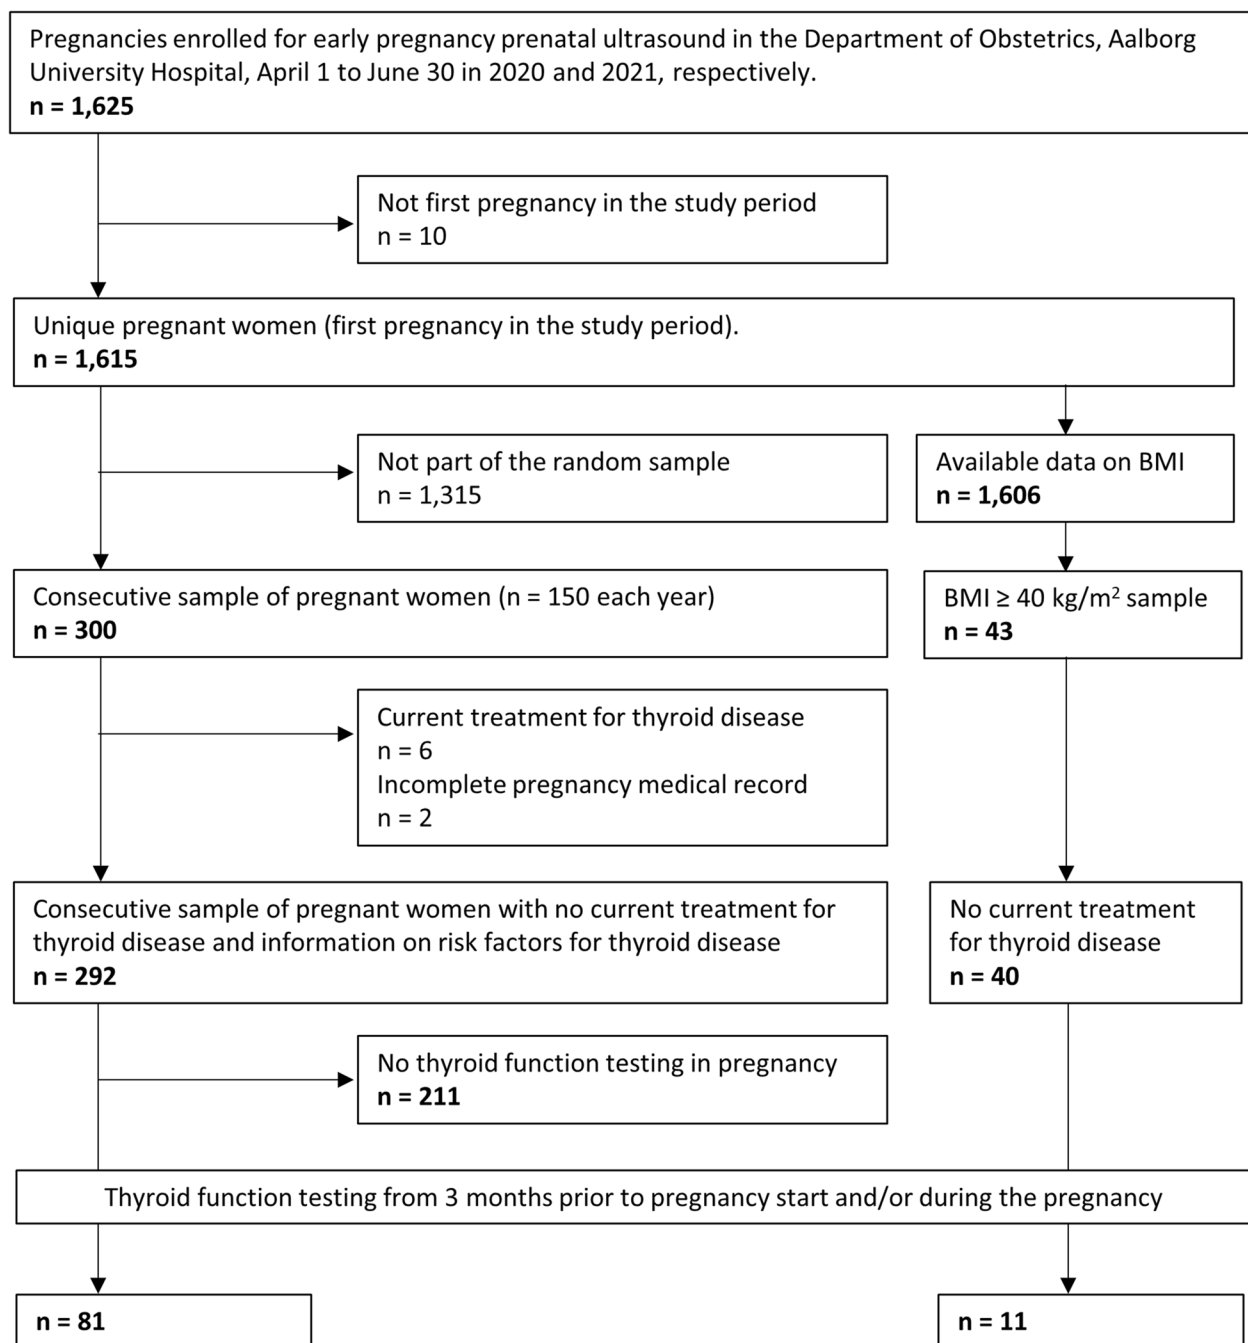 Pregnancies enrolled for early pregnancy prenatal ultrasound in the Department of Obstetrics, Aalborg
University Hospital, April 1 to June 30 in 2020 and 2021, respectively.
n = 1,625
Not first pregnancy in the study period
n = 10
Unique pregnant women (first pregnancy in the study period).
n = 1,615
Not part of the random sample
n = 1,315
Available data on BMI
n = 1,606
Consecutive sample of pregnant women (n = 150 each year)
n = 300
BMI ≥ 40 kg/m² sample
n = 43
Current treatment for thyroid disease
n = 6
Incomplete pregnancy medical record
n = 2
Consecutive sample of pregnant women with no current treatment for
thyroid disease and information on risk factors for thyroid disease
n = 292
No current treatment
for thyroid disease
n = 40
No thyroid function testing in pregnancy
n = 211
Thyroid function testing from 3 months prior to pregnancy start and/or during the pregnancy
n = 81
n = 11